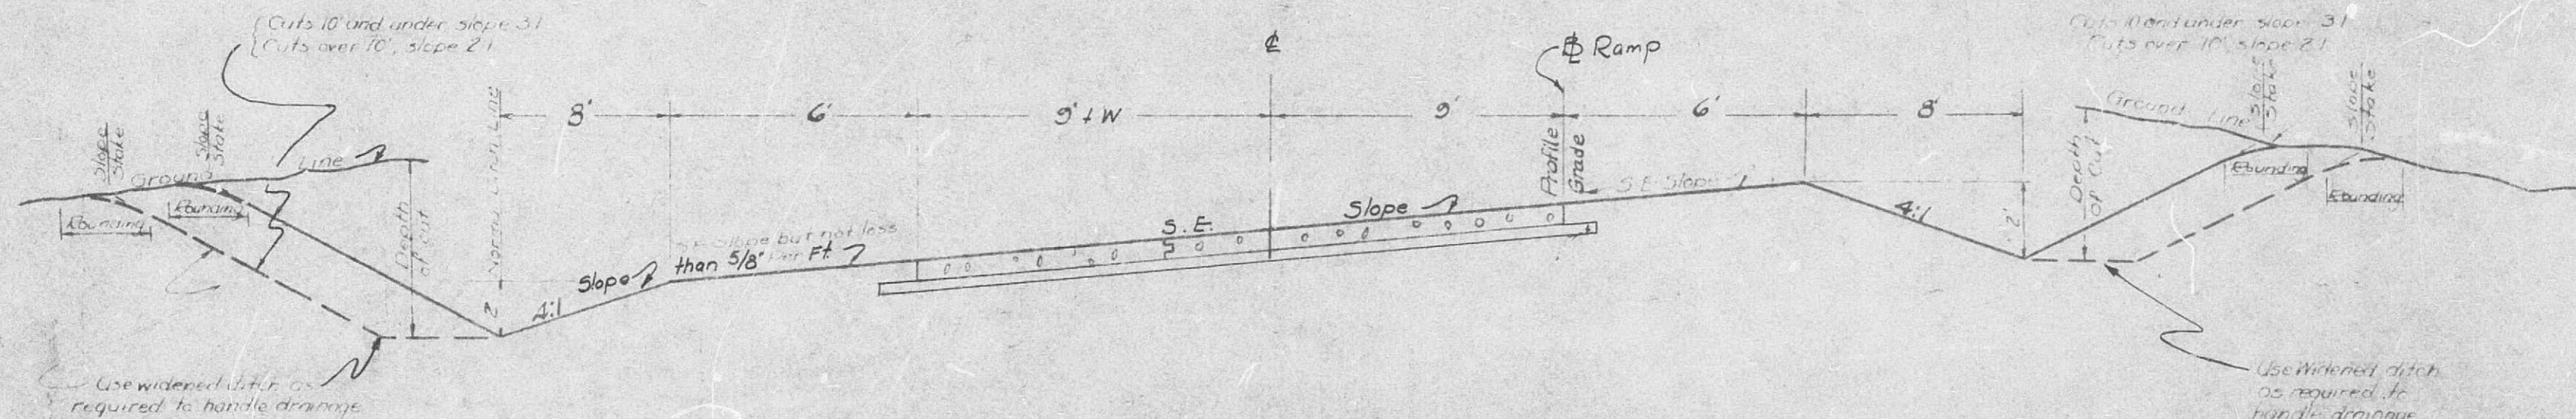 Cuts 10' and under slope 3:1
Cuts over 10', slope 2:1
Slope
Stake
Slope
Stake
Ground Line
Rounding
Rounding
Depth
of Cut
Normal Ditch Line
8'
6'
9'+W
℄
9'
Ramp
6'
8'
Profile
Grade
S.E. Slope
S.E. Slope but not less
than 5/8" Per Ft.
Slope
4:1
2'
S.E.
Slope
4:1
2'
Cuts 10' and under slope 3:1
Cuts over 10', slope 2:1
Slope
Stake
Slope
Stake
Ground Line
Depth
of Cut
Rounding
Rounding
Use widened ditch as
required to handle drainage
Use Widened ditch
as required to
handle drainage